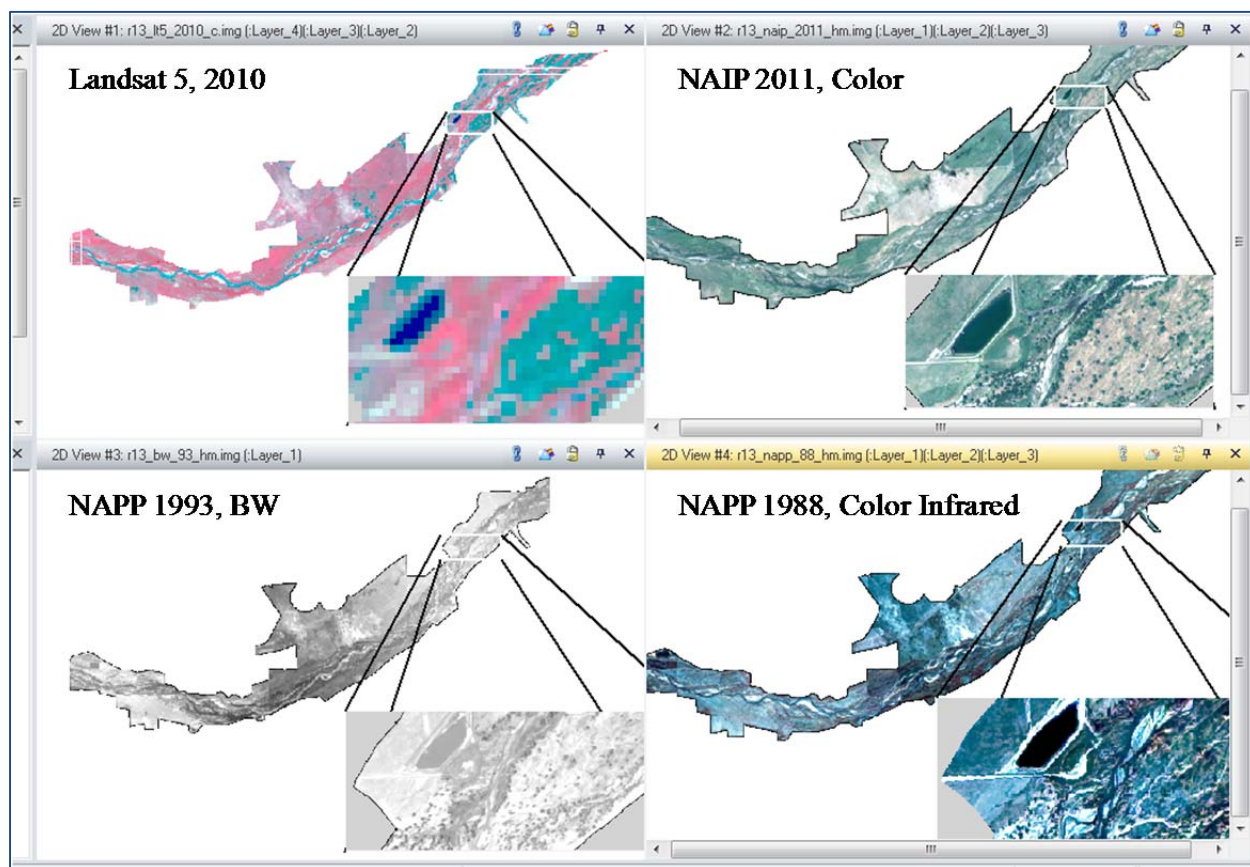 2D View #1: r13_lt5_2010_c.img (:Layer_4)(:Layer_3)(:Layer_2)
Landsat 5, 2010
2D View #2: r13_naip_2011_hm.img (:Layer_1)(:Layer_2)(:Layer_3)
NAIP 2011, Color
2D View #3: r13_bw_93_hm.img (:Layer_1)
NAPP 1993, BW
2D View #4: r13_napp_88_hm.img (:Layer_1)(:Layer_2)(:Layer_3)
NAPP 1988, Color Infrared